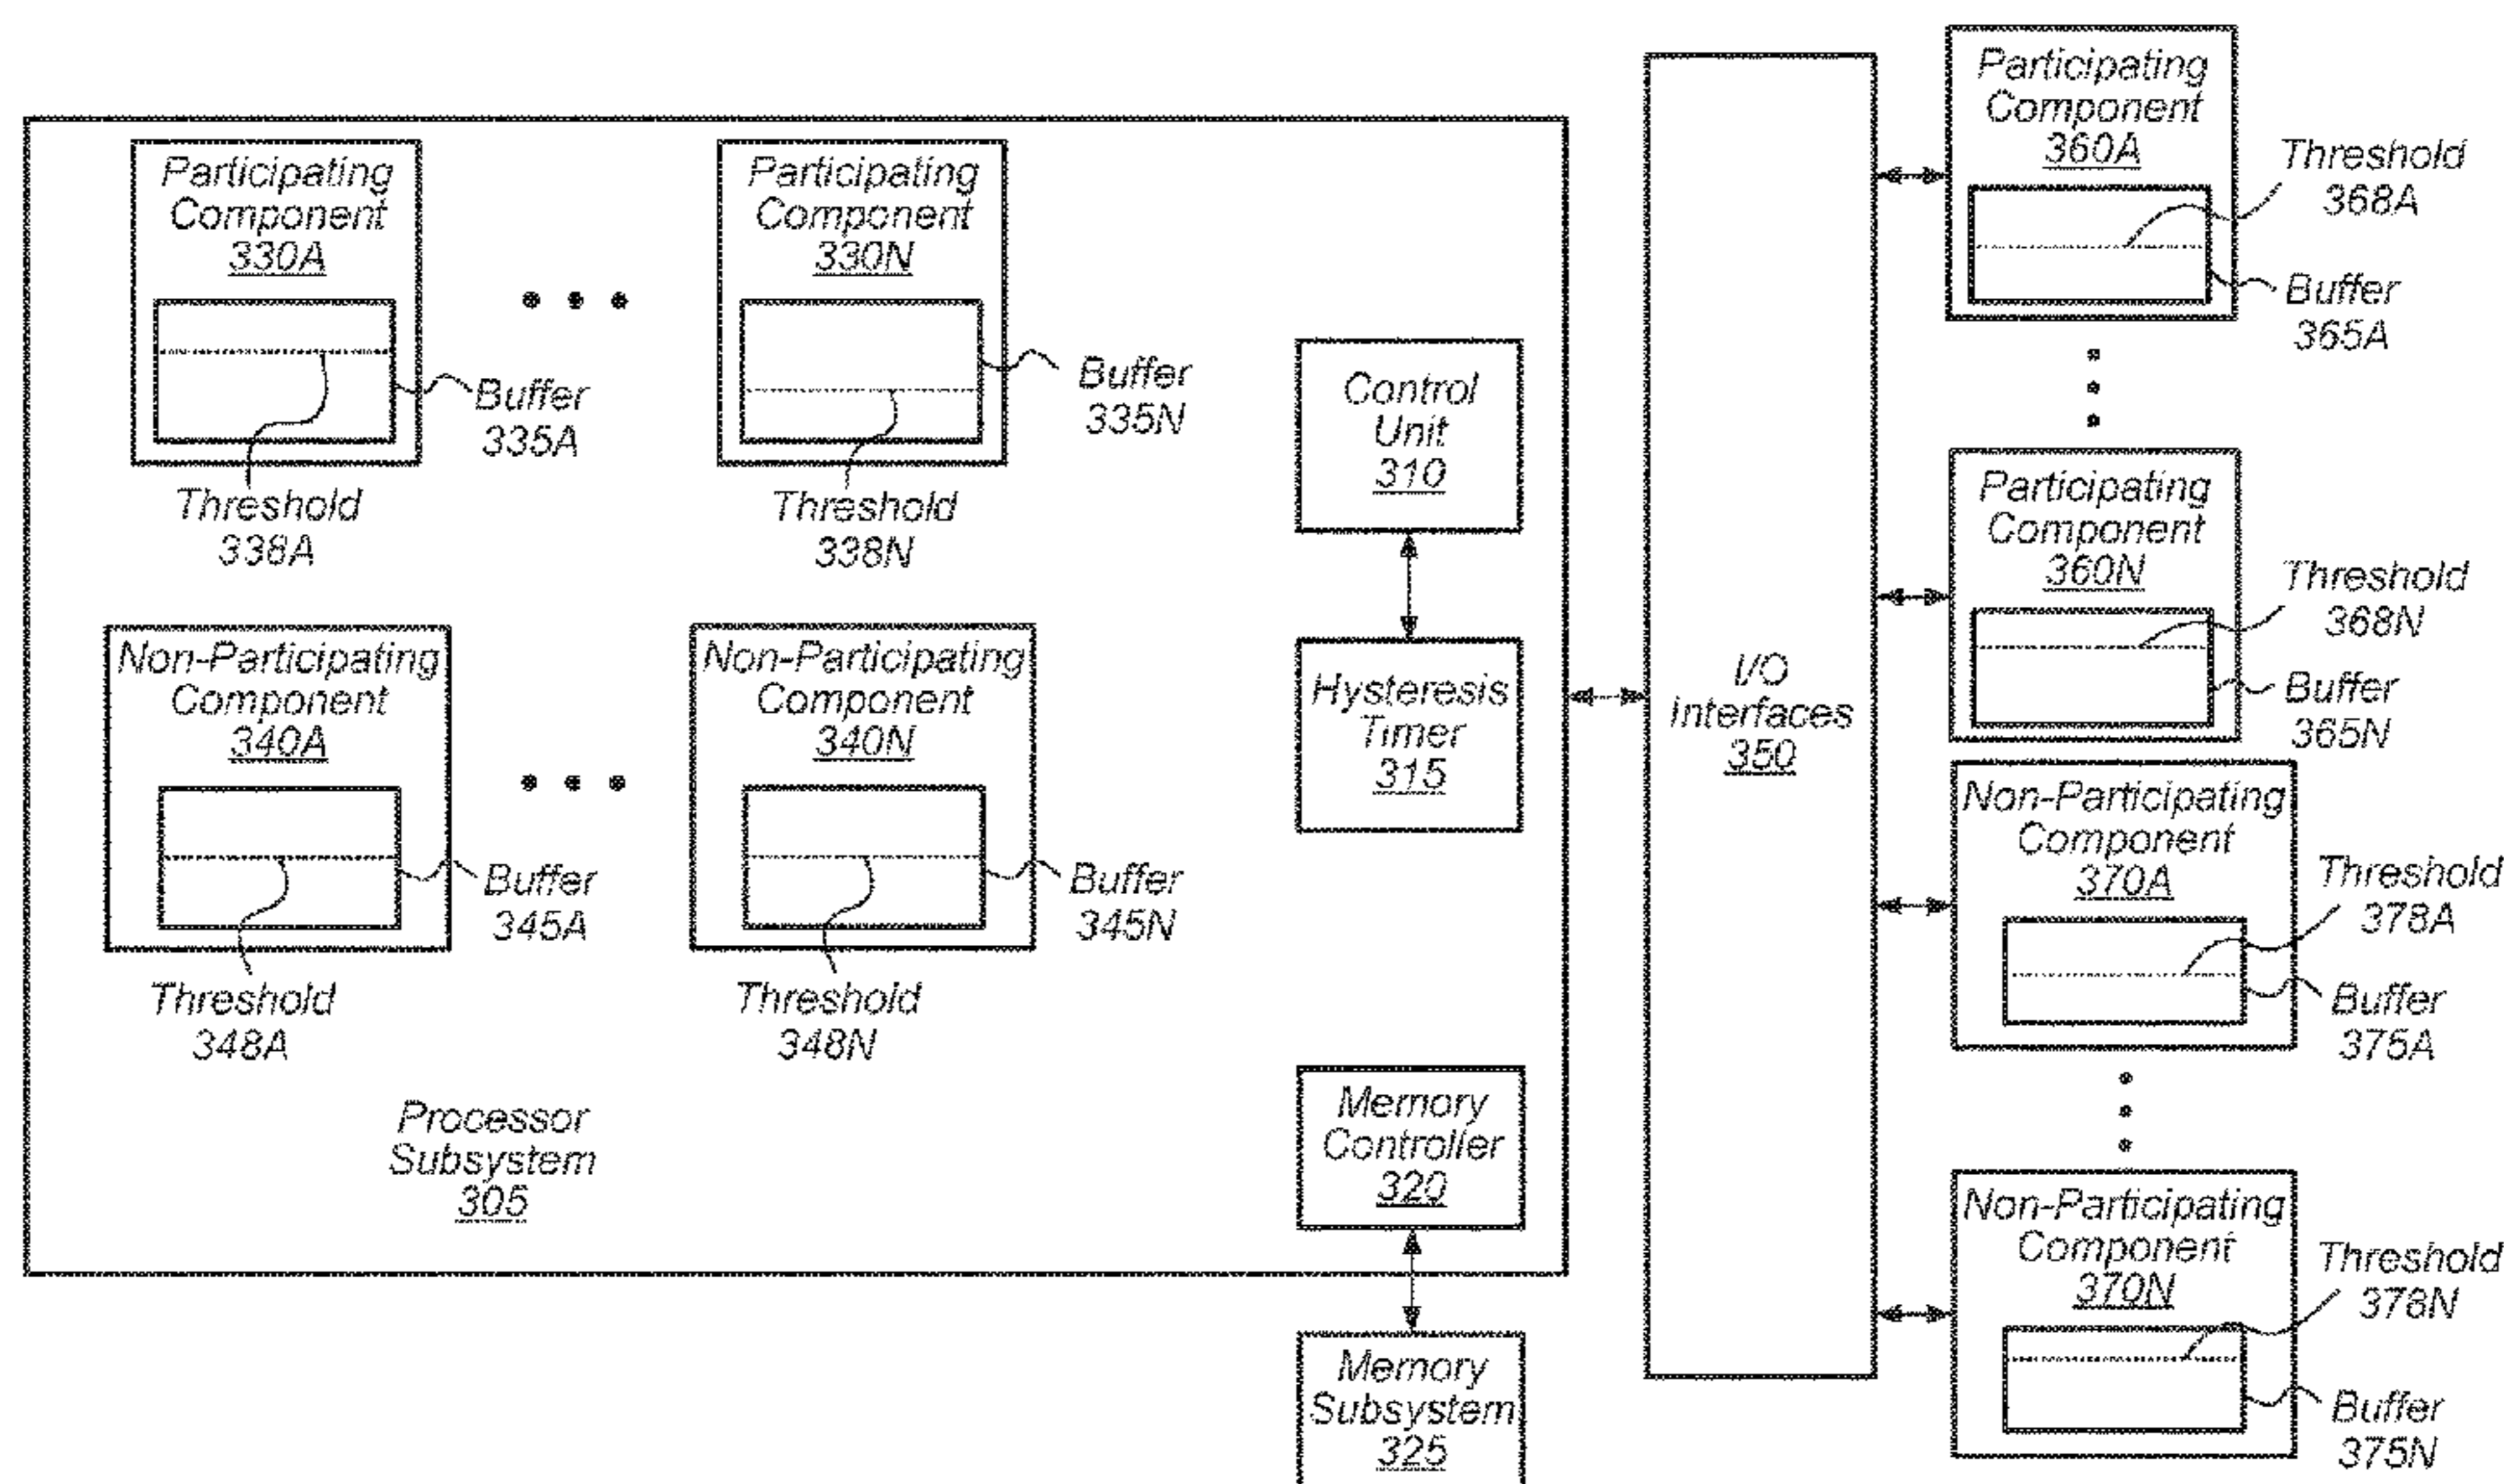 Participating
Component
330A
Buffer
335A
Threshold
338A
Participating
Component
330N
Buffer
335N
Threshold
338N
Control
Unit
310
Hysteresis
Timer
315
Non-Participating
Component
340A
Buffer
345A
Threshold
348A
Non-Participating
Component
340N
Buffer
345N
Threshold
348N
Processor
Subsystem
305
Memory
Controller
320
Memory
Subsystem
325
I/O
Interfaces
350
Participating
Component
360A
Threshold
368A
Buffer
365A
Participating
Component
360N
Threshold
368N
Buffer
365N
Non-Participating
Component
370A
Threshold
378A
Buffer
375A
Non-Participating
Component
370N
Threshold
378N
Buffer
375N